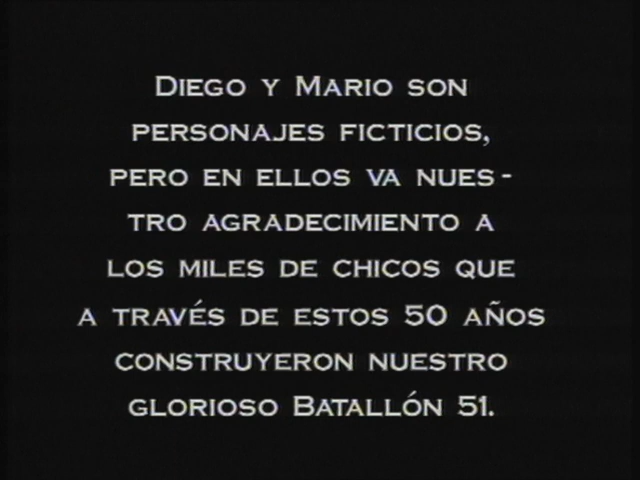 Diego y Mario son
personajes ficticios,
pero en ellos va nues-
tro agradecimiento a
los miles de chicos que
a través de estos 50 años
construyeron nuestro
glorioso Batallón 51.